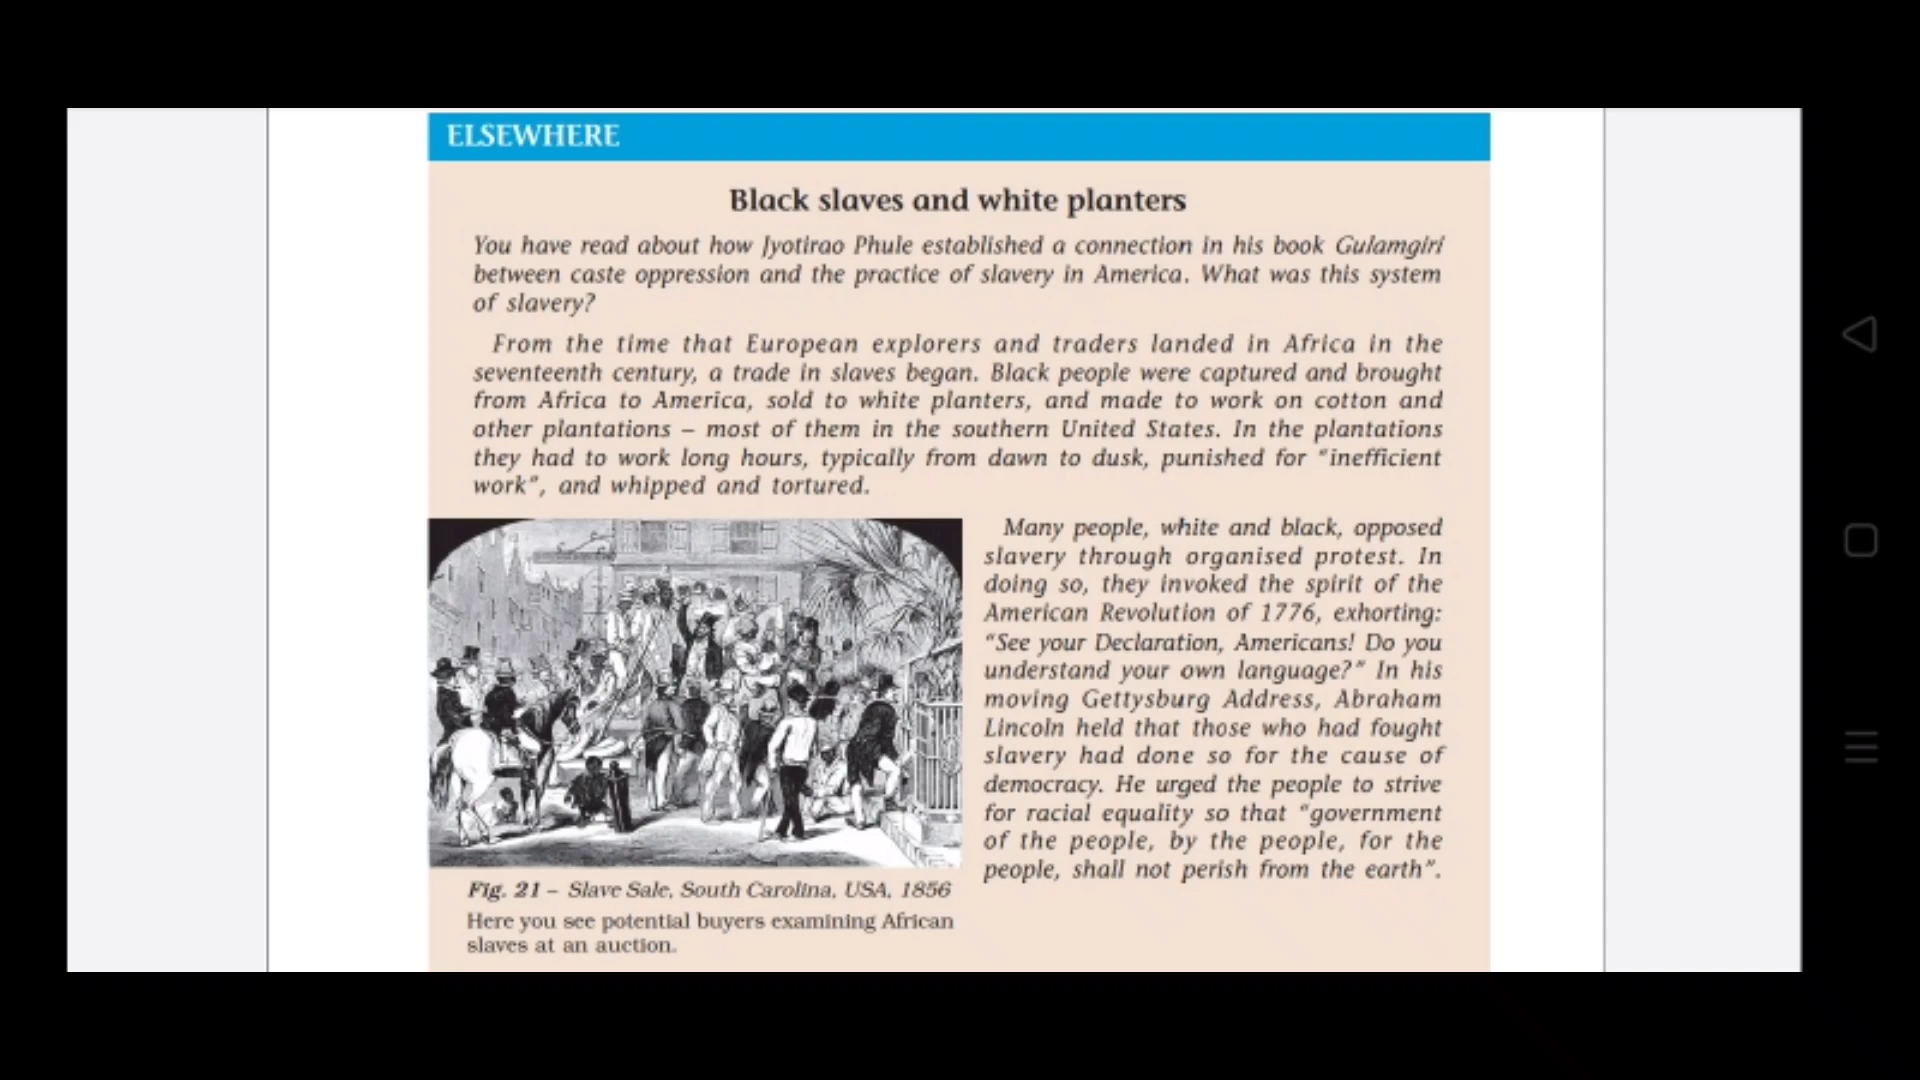 ELSEWHERE
Black slaves and white planters
You have read about how Jyotirao Phule established a connection in his book Gulamgiri
between caste oppression and the practice of slavery in America. What was this system
of slavery?
From the time that European explorers and traders landed in Africa in the
seventeenth century, a trade in slaves began. Black people were captured and brought
from Africa to America, sold to white planters, and made to work on cotton and
other plantations – most of them in the southern United States. In the plantations
they had to work long hours, typically from dawn to dusk, punished for “inefficient
work”, and whipped and tortured.
Many people, white and black, opposed
slavery through organised protest. In
doing so, they invoked the spirit of the
American Revolution of 1776, exhorting:
“See your Declaration, Americans! Do you
understand your own language?” In his
moving Gettysburg Address, Abraham
Lincoln held that those who had fought
slavery had done so for the cause of
democracy. He urged the people to strive
for racial equality so that “government
of the people, by the people, for the
people, shall not perish from the earth”.
Fig. 21 – Slave Sale, South Carolina, USA, 1856
Here you see potential buyers examining African
slaves at an auction.